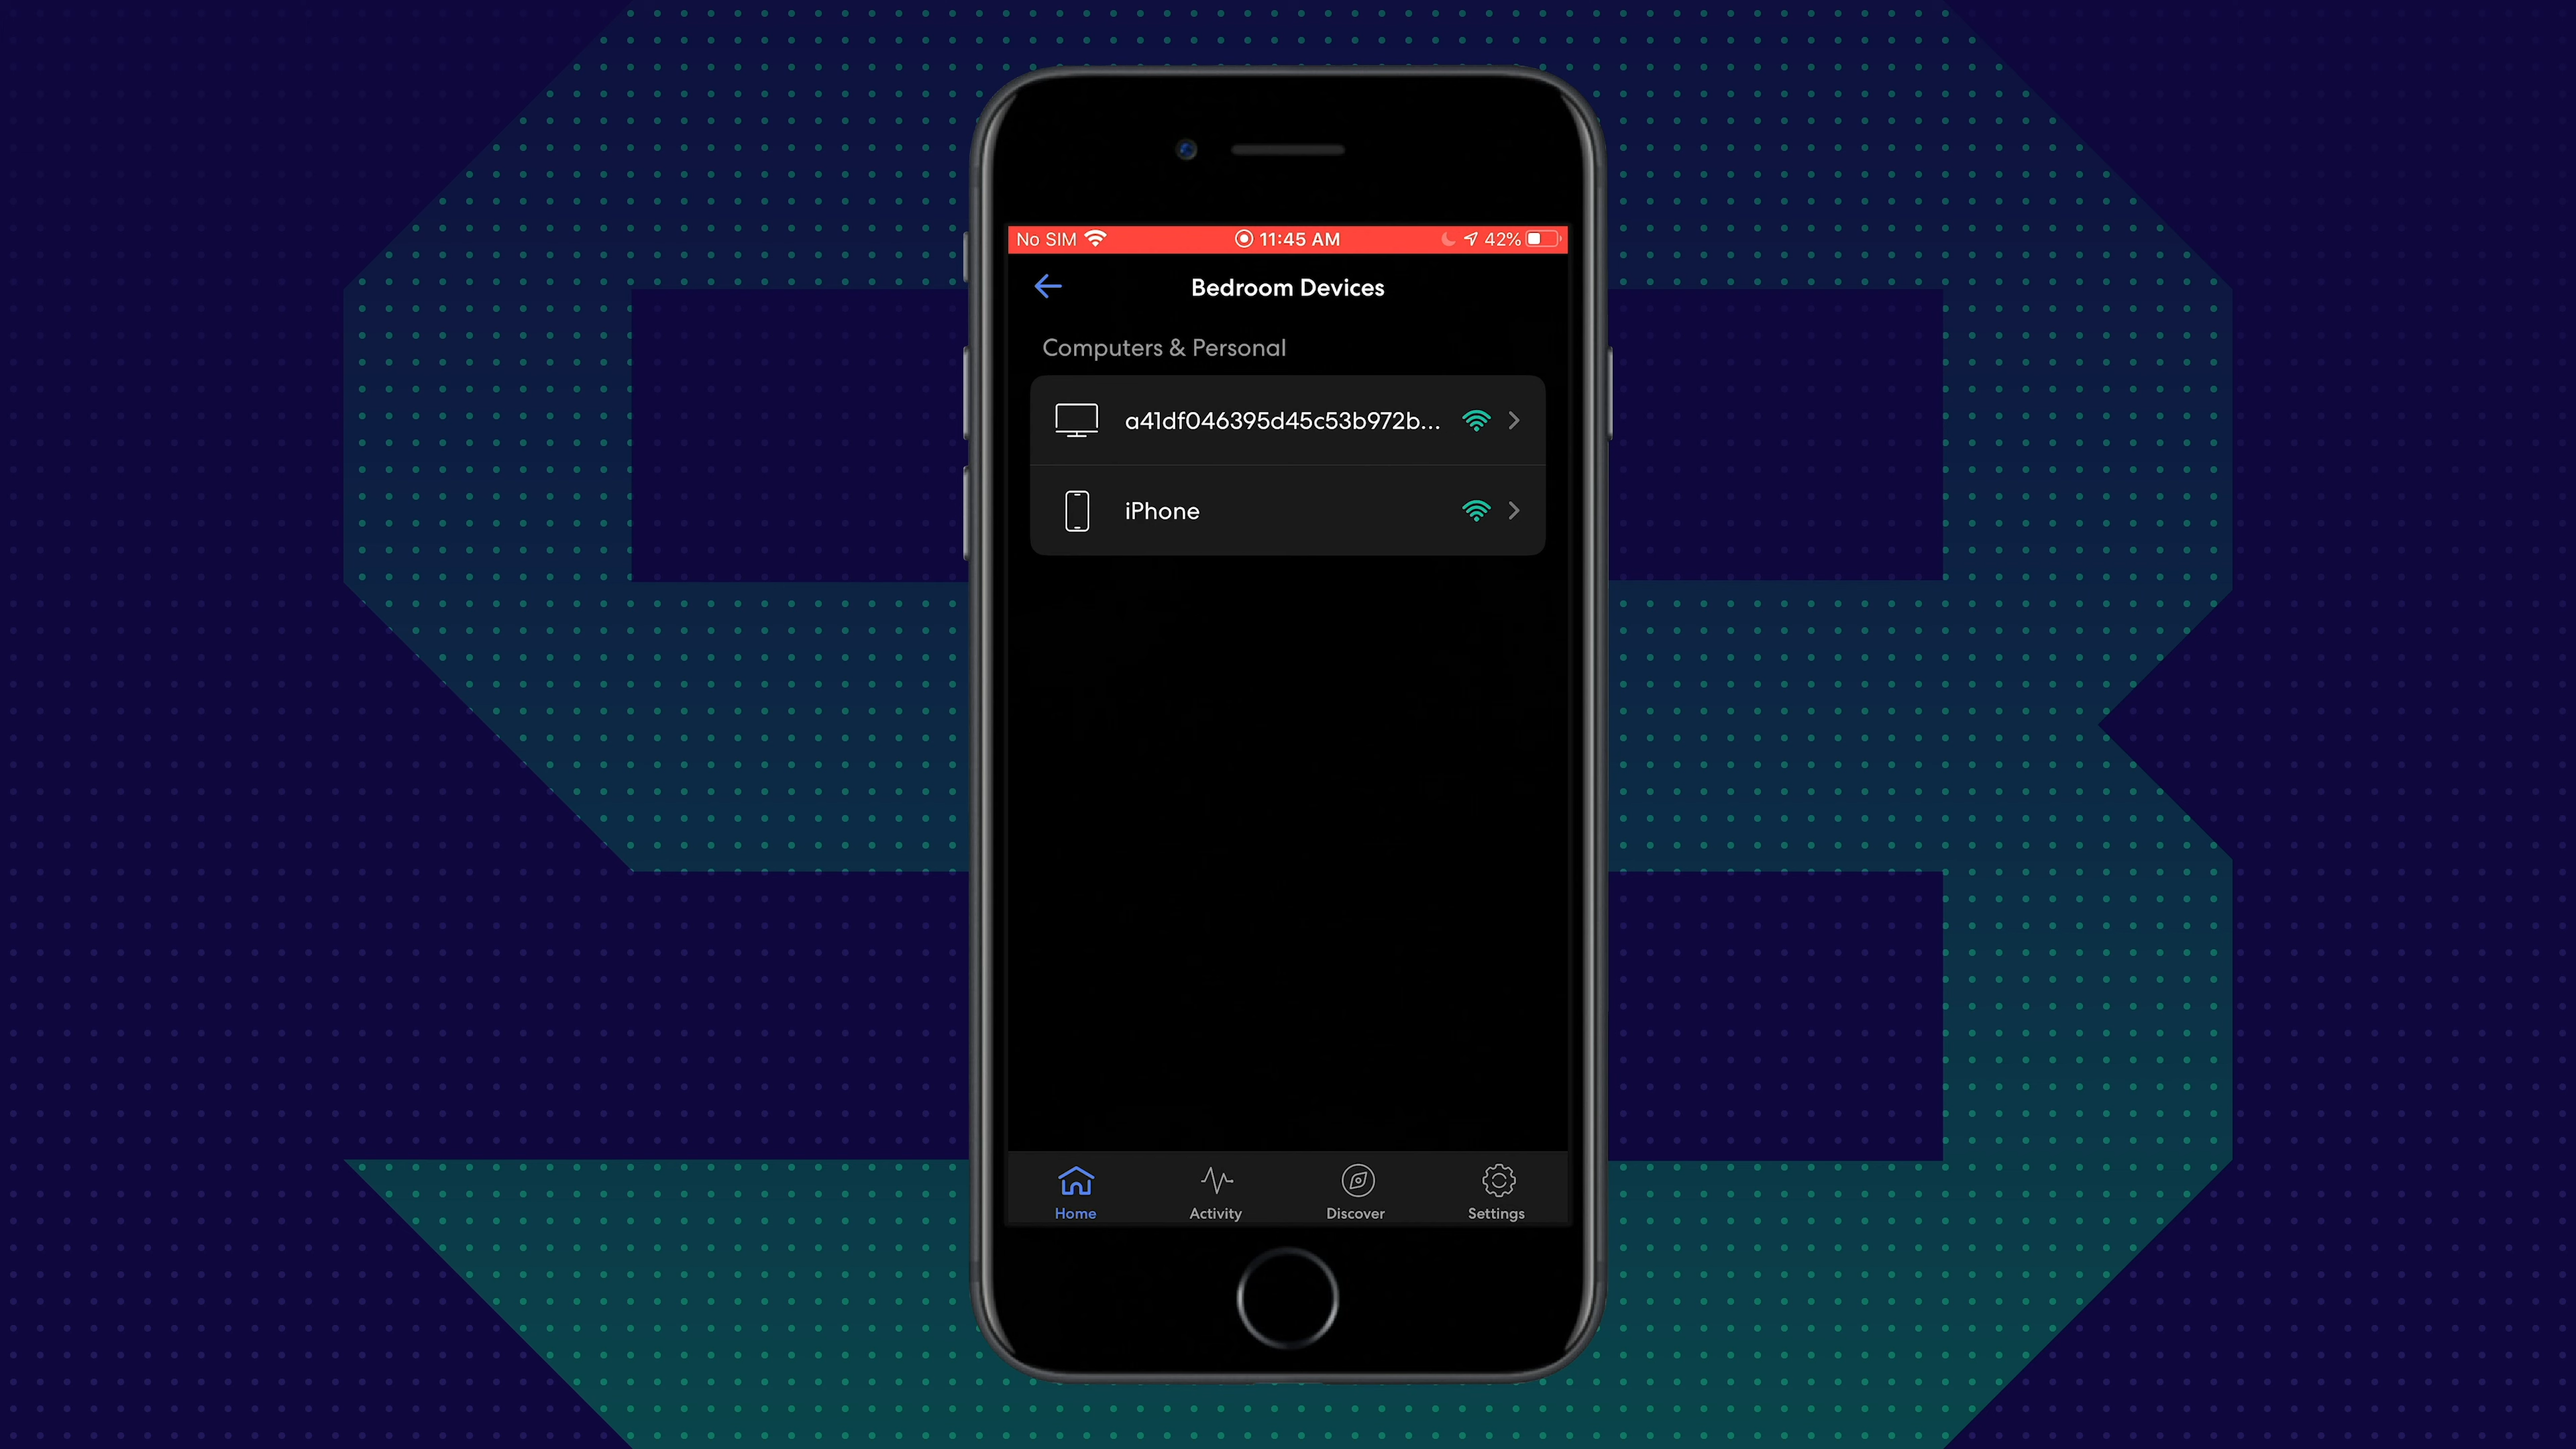 No SIM 11:45 AM 42%
Bedroom Devices
Computers & Personal
a41df046395d45c53b972b...
iPhone
Home Activity Discover Settings